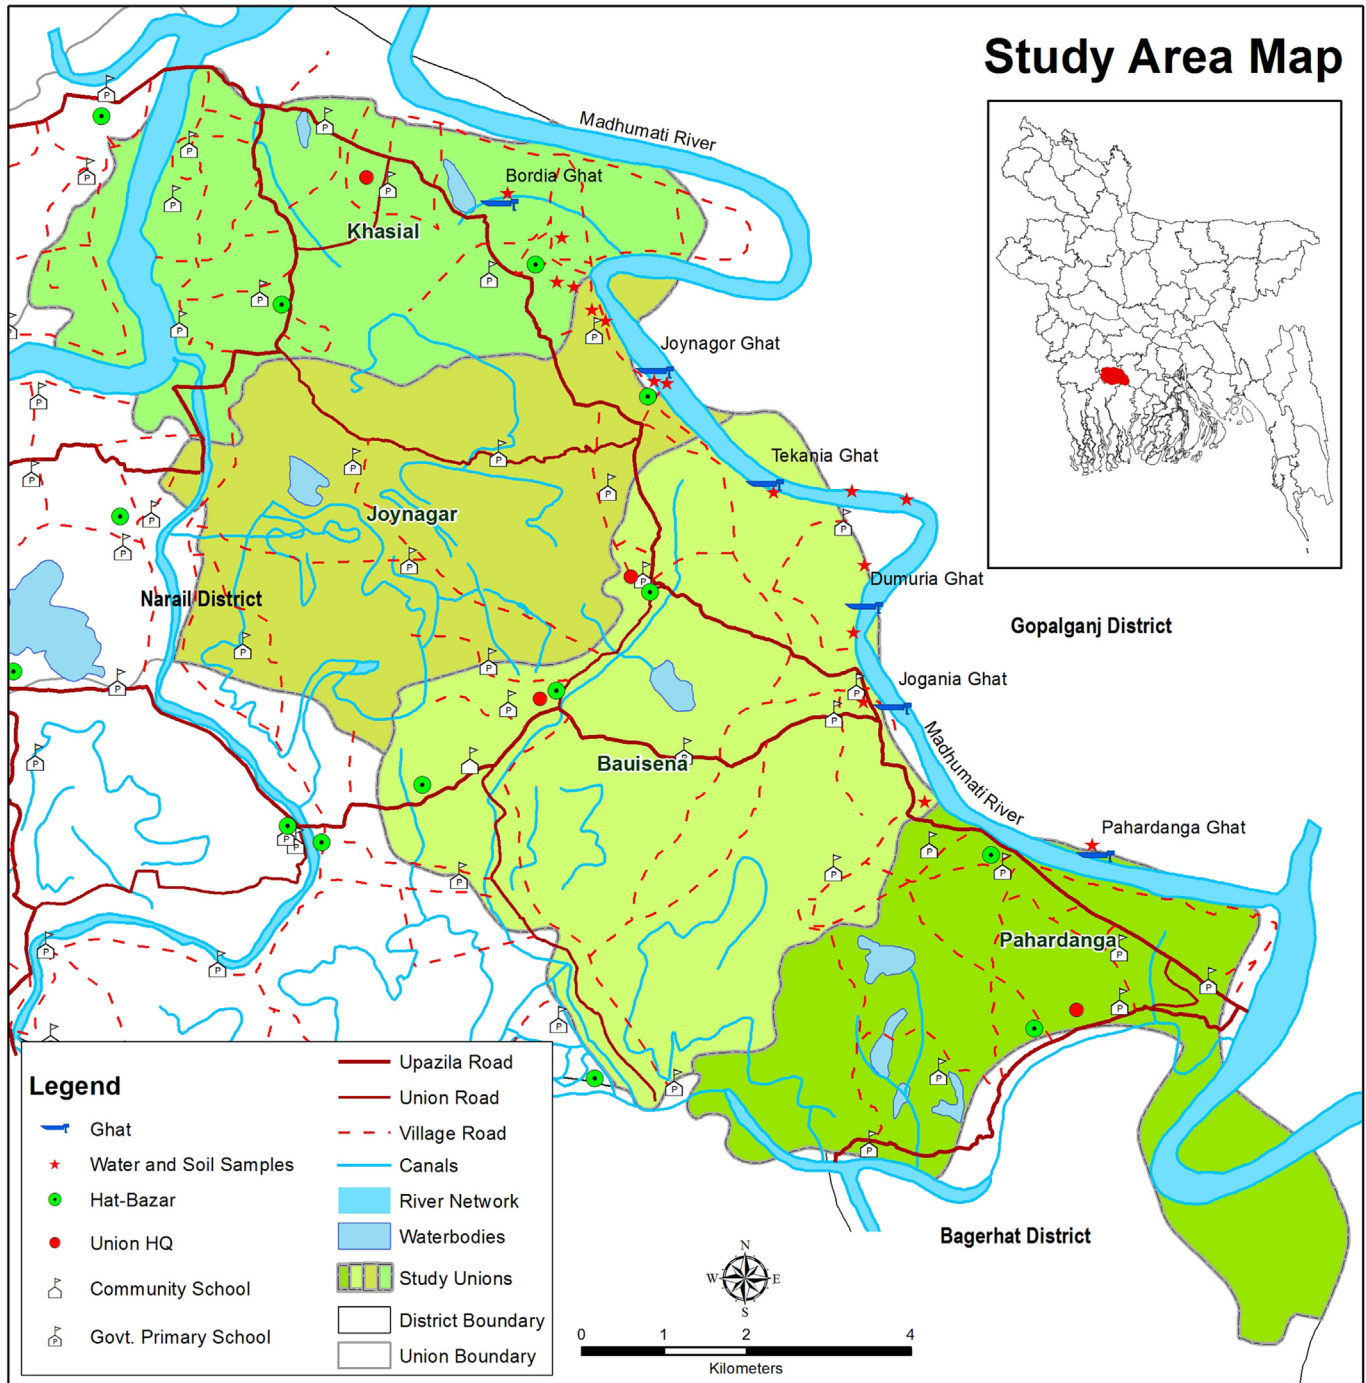 Study Area Map
Madhumati River
Bordia Ghat
Khasial
Joynagor Ghat
Tekania Ghat
Joynagar
Dumuria Ghat
Narail District
Gopalganj District
Jogania Ghat
Madhumati River
Bauisena
Pahardanga Ghat
Pahardanga
Bagerhat District
Legend
Ghat
Water and Soil Samples
Hat-Bazar
Union HQ
Community School
Govt. Primary School
Upazila Road
Union Road
Village Road
Canals
River Network
Waterbodies
Study Unions
District Boundary
Union Boundary
N
W E
S
0 1 2 4
Kilometers